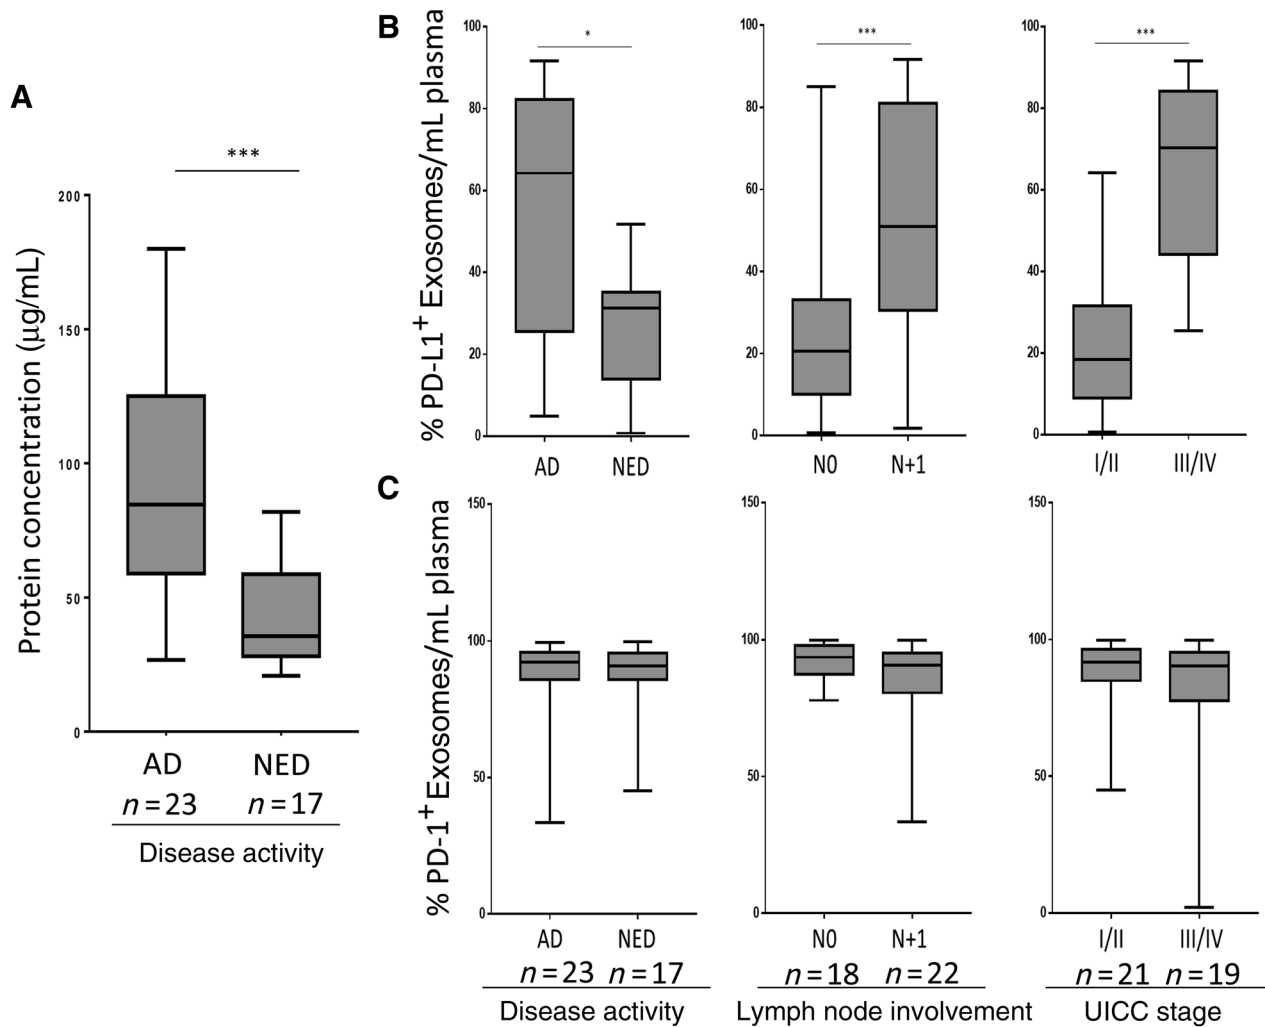 A
***
Protein concentration (µg/mL)
200
150
100
50
0
AD NED
n=23 n=17
Disease activity
B
% PD-L1+ Exosomes/mL plasma
100
80
60
40
20
0
*
AD NED
100
80
60
40
20
0
***
N0 N+1
100
80
60
40
20
0
***
I/II III/IV
C
% PD-1+ Exosomes/mL plasma
150
100
50
0
AD NED
n=23 n=17
Disease activity
150
100
50
0
N0 N+1
n=18 n=22
Lymph node involvement
150
100
50
0
I/II III/IV
n=21 n=19
UICC stage